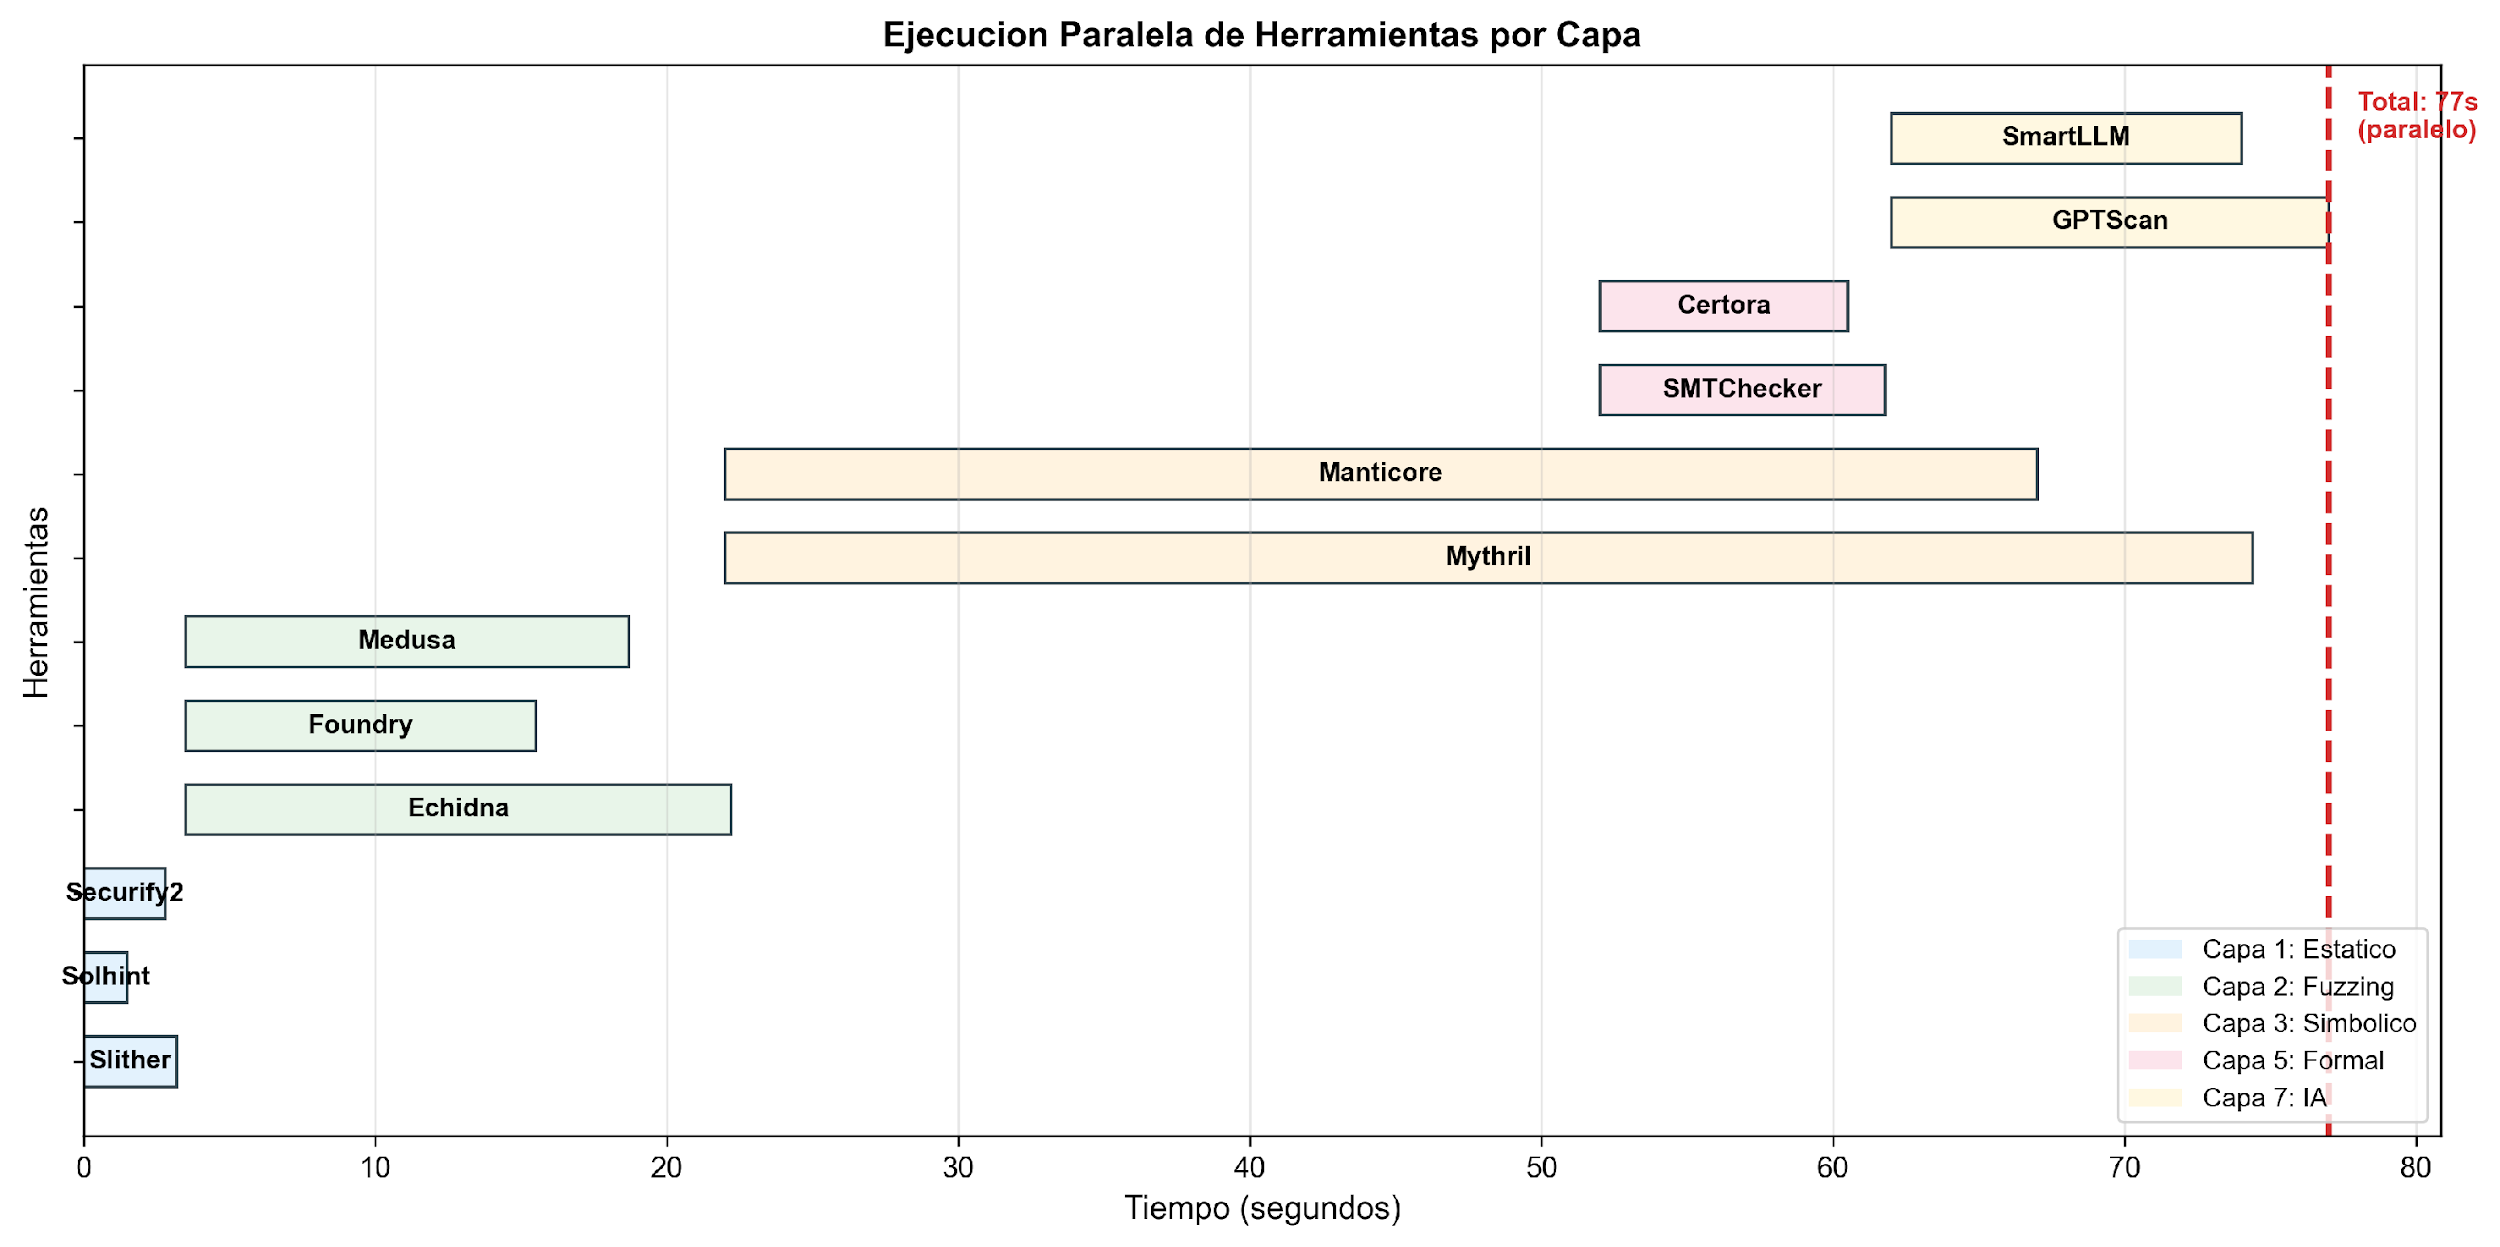 Ejecucion Paralela de Herramientas por Capa
Total: 77s
(paralelo)
SmartLLM
GPTScan
Certora
SMTChecker
Manticore
Mythril
Medusa
Foundry
Echidna
Securify2
Solhint
Slither
Herramientas
Capa 1: Estatico
Capa 2: Fuzzing
Capa 3: Simbolico
Capa 5: Formal
Capa 7: IA
0 10 20 30 40 50 60 70 80
Tiempo (segundos)